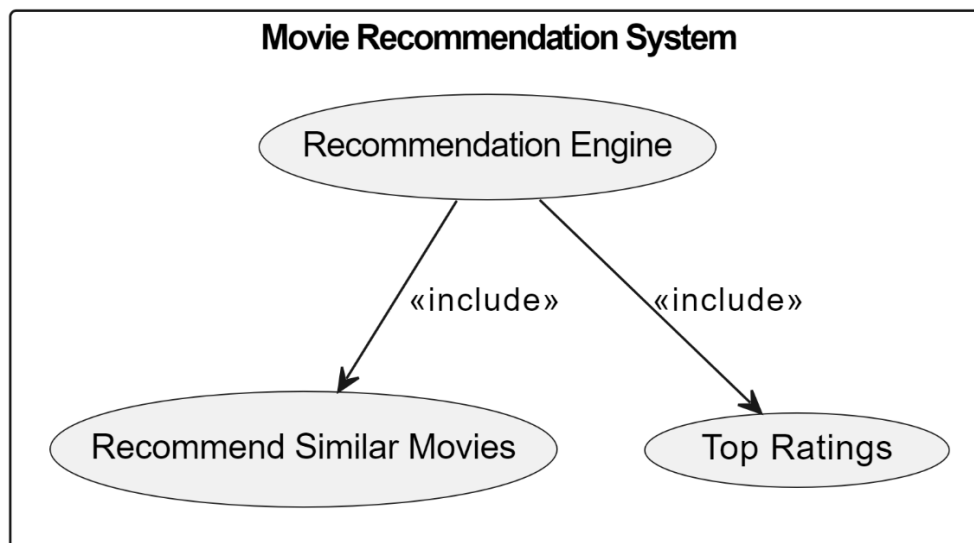 Movie Recommendation System
Recommendation Engine
«include»
«include»
Recommend Similar Movies
Top Ratings